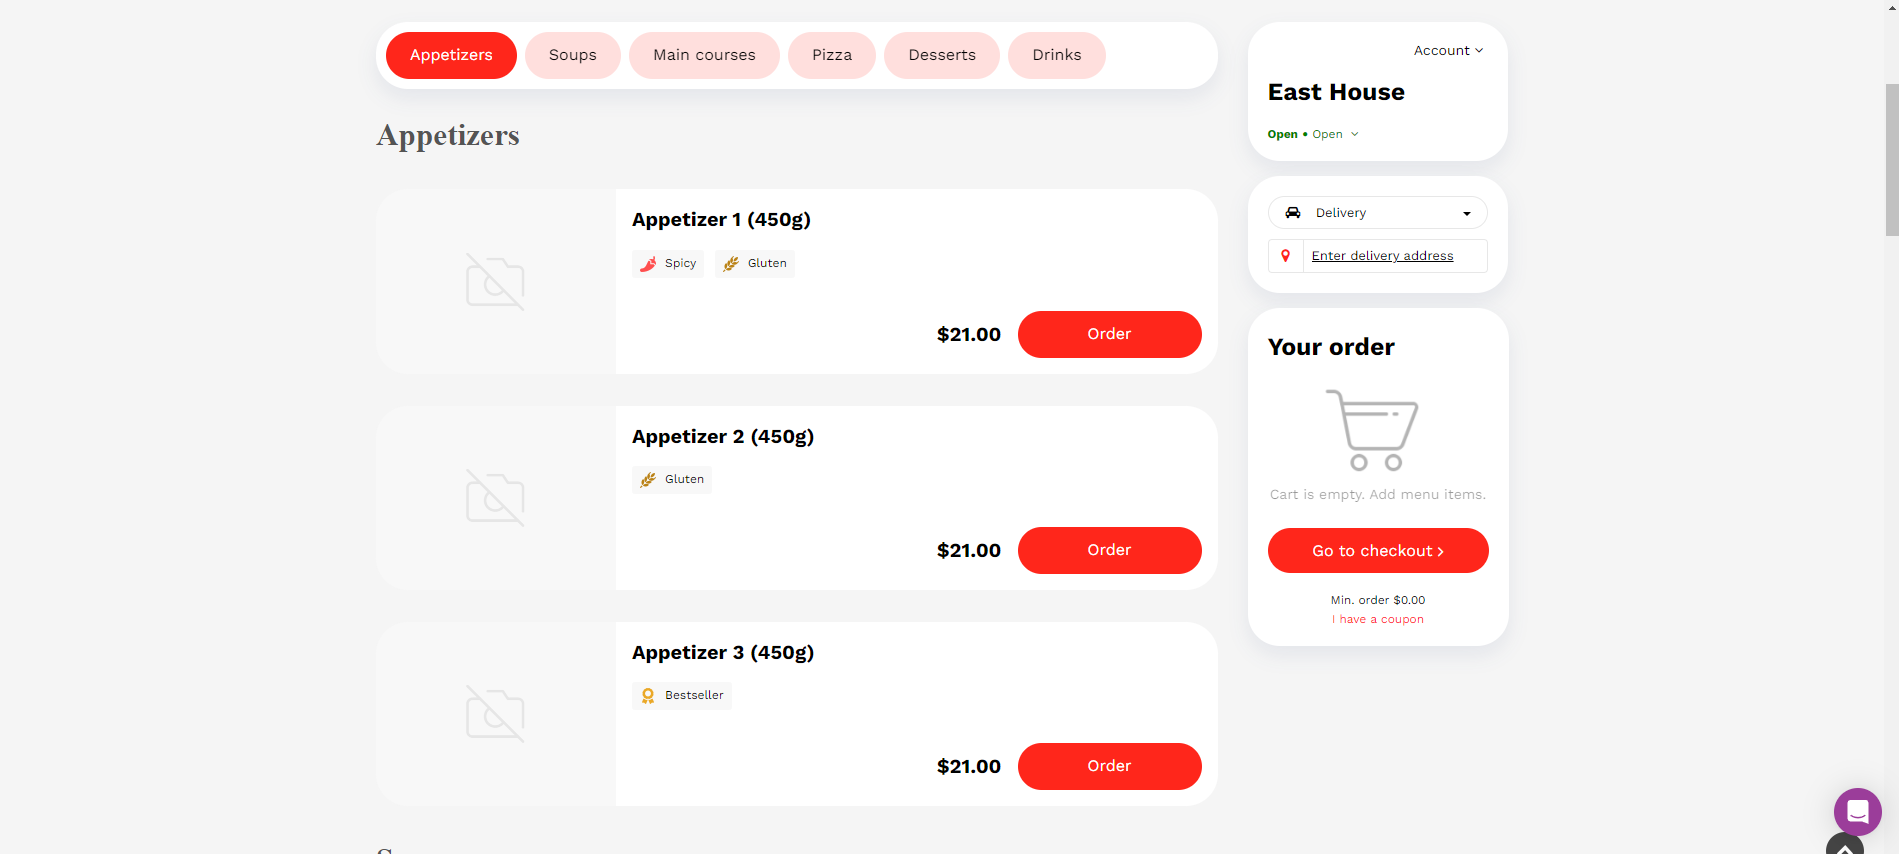 Appetizers
Soups
Main courses
Pizza
Desserts
Drinks
Appetizers
Appetizer 1 (450g)
Spicy
Gluten
$21.00
Order
Appetizer 2 (450g)
Gluten
$21.00
Order
Appetizer 3 (450g)
Bestseller
$21.00
Order
Account
East House
Open • Open
Delivery
Enter delivery address
Your order
Cart is empty. Add menu items.
Go to checkout ›
Min. order $0.00
I have a coupon